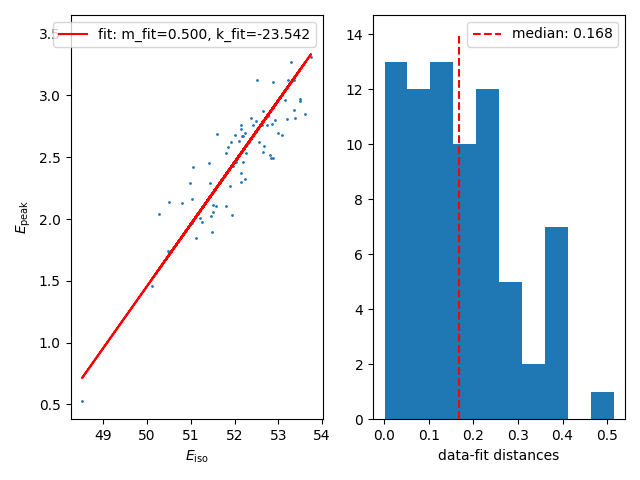 fit: m_fit=0.500, k_fit=-23.542
3.5
3.0
2.5
2.0
1.5
1.0
0.5
E_peak
49 50 51 52 53 54
E_iso
median: 0.168
14
12
10
8
6
4
2
0
0.0 0.1 0.2 0.3 0.4 0.5
data-fit distances